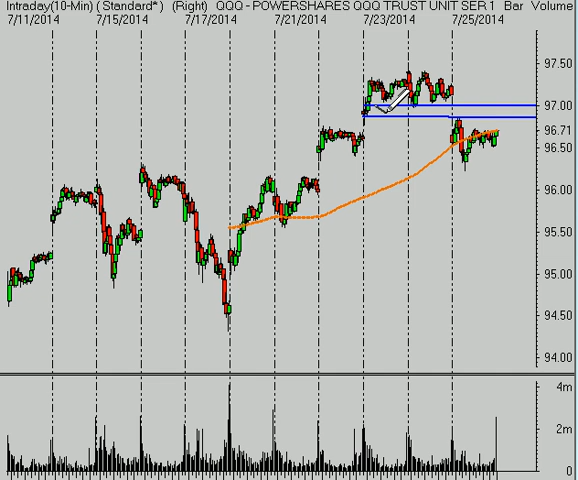 Intraday(10-Min) ( Standard* ) (Right) QQQ - POWERSHARES QQQ TRUST UNIT SER 1 Bar Volume
7/11/2014 7/15/2014 7/17/2014 7/21/2014 7/23/2014 7/25/2014
97.50
97.00
96.71
96.50
96.00
95.50
95.00
94.50
94.00
4m
2m
0